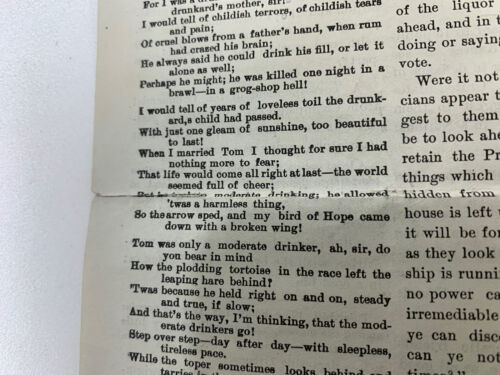 For I was a
drunkard's mother, sir!
I would tell of childish terrors, of childish tears
and pain;
Of cruel blows from a father's hand, when rum
had crazed his brain;
He always said he could drink his fill, or let it
alone as well;
Perhaps he might; he was killed one night in a
brawl—in a grog-shop hell!
I would tell of years of loveless toil the drunk-
ard,s child had passed.
With just one gleam of sunshine, too beautiful
to last!
When I married Tom I thought for sure I had
nothing more to fear;
That life would come all right at last—the world
seemed full of cheer;
moderate drinking; he allowed
'twas a harmless thing,
So the arrow sped, and my bird of Hope came
down with a broken wing!
Tom was only a moderate drinker, ah, sir, do
you bear in mind
How the plodding tortoise in the race left the
leaping hare behind?
'Twas because he held right on and on, steady
and true, if slow;
And that's the way, I'm thinking, that the mod-
erate drinkers go!
Step over step—day after day—with sleepless,
tireless pace.
While the toper sometimes looks behind and
tarries in the
of the liquor
ahead, and in t
doing or saying
vote.
Were it not
cians appear t
gest to them
be to look ahe
retain the Pr
things which
hidden from
house is left
it will be for
as they look
ship is runni
no power ca
irremediable
ye can disc
can ye not